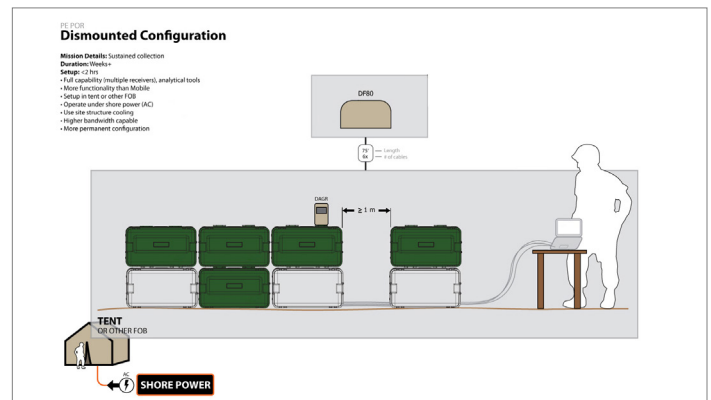 PE POR
Dismounted Configuration
Mission Details: Sustained collection
Duration: Weeks+
Setup: <2 hrs
• Full capability (multiple receivers), analytical tools
• More functionality than Mobile
• Setup in tent or other FOB
• Operate under shore power (AC)
• Use site structure cooling
• Higher bandwidth capable
• More permanent configuration
DF80
75' Length
6x # of cables
DAGR
≥ 1 m
TENT
OR OTHER FOB
AC
SHORE POWER